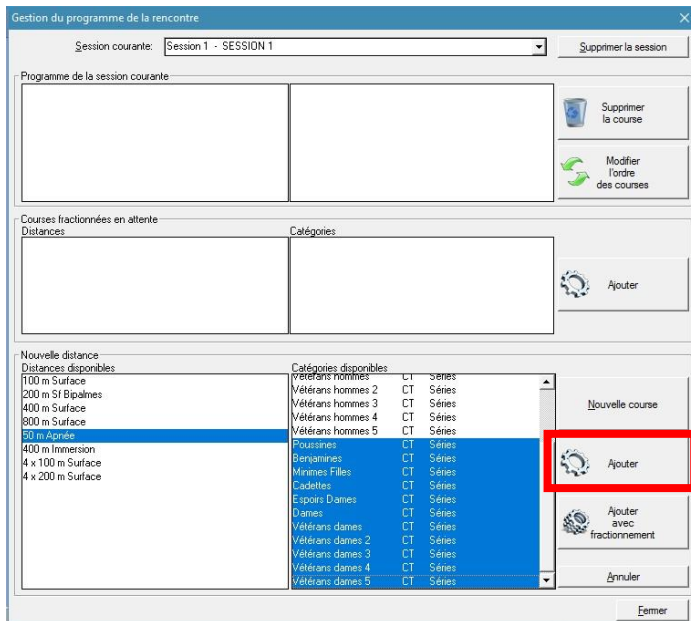 Gestion du programme de la rencontre
Session courante: Session 1 - SESSION 1
Supprimer la session
Programme de la session courante
Supprimer
la course
Modifier
l'ordre
des courses
Courses fractionnées en attente
Distances Catégories
Ajouter
Nouvelle distance
Distances disponibles
100 m Surface
200 m Sf Bipalmes
400 m Surface
800 m Surface
50 m Apnée
400 m Immersion
4 x 100 m Surface
4 x 200 m Surface
Catégories disponibles
Vétérans hommes CT Séries
Vétérans hommes 2 CT Séries
Vétérans hommes 3 CT Séries
Vétérans hommes 4 CT Séries
Vétérans hommes 5 CT Séries
Poussines CT Séries
Benjamines CT Séries
Minimes Filles CT Séries
Cadettes CT Séries
Espoirs Dames CT Séries
Dames CT Séries
Vétérans dames CT Séries
Vétérans dames 2 CT Séries
Vétérans dames 3 CT Séries
Vétérans dames 4 CT Séries
Vétérans dames 5 CT Séries
Nouvelle course
Ajouter
Ajouter
avec
fractionnement
Annuler
Fermer